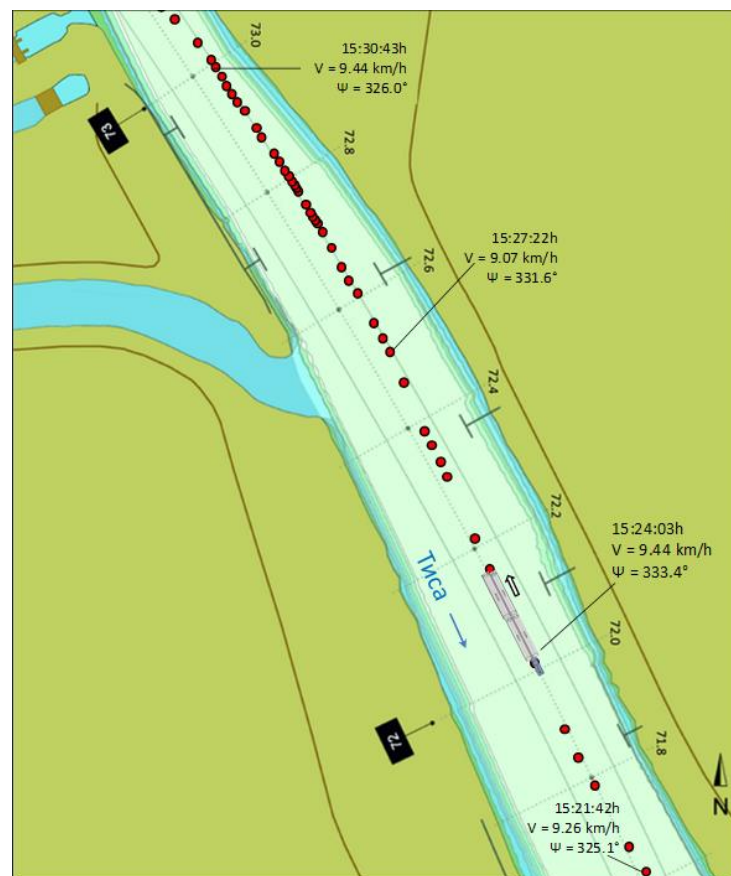 73.0
15:30:43h
V = 9.44 km/h
Ψ = 326.0°
73
72.8
15:27:22h
V = 9.07 km/h
Ψ = 331.6°
72.6
72.4
72.2
15:24:03h
V = 9.44 km/h
Ψ = 333.4°
Тиса
72.0
72
71.8
N
15:21:42h
V = 9.26 km/h
Ψ = 325.1°